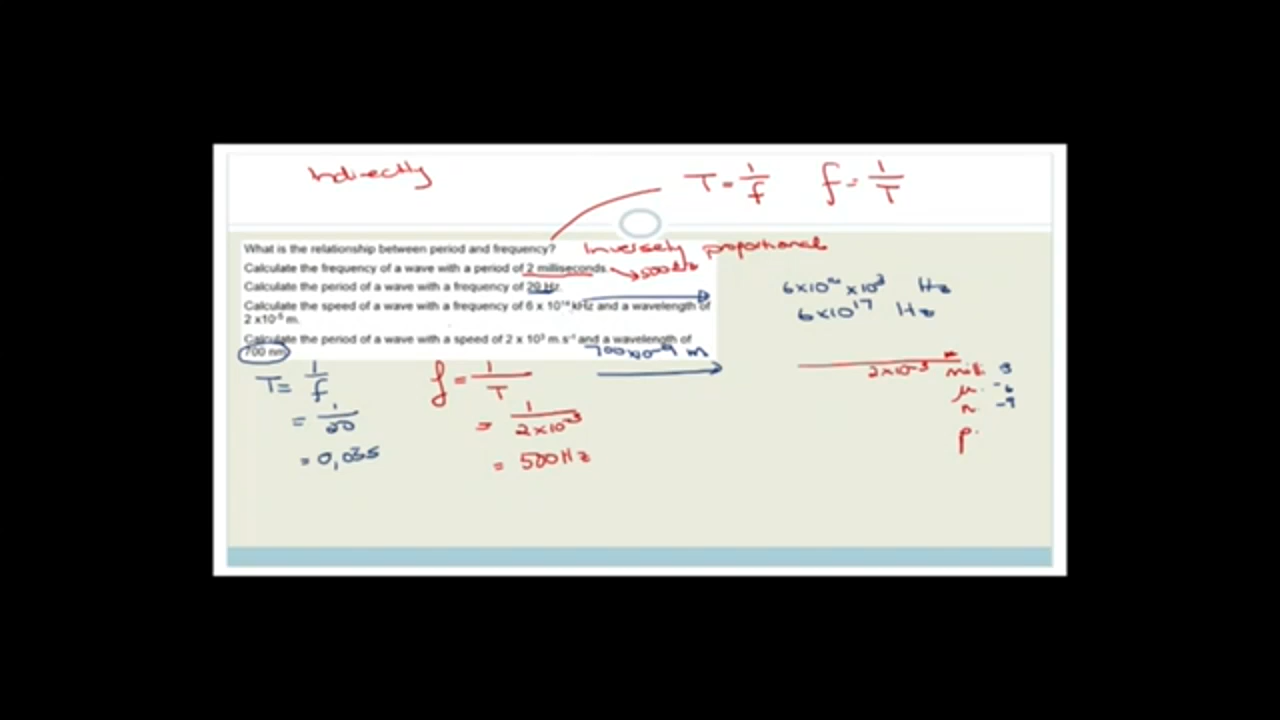 Indirectly
T = 1/f f = 1/T
What is the relationship between period and frequency? Inversely proportional
Calculate the frequency of a wave with a period of 2 milliseconds. 500Hz
Calculate the period of a wave with a frequency of 20 Hz.
Calculate the speed of a wave with a frequency of 6 x 10¹⁴ kHz and a wavelength of
2 x10⁻⁵ m.
6x10¹⁴ x10³ Hz
6x10¹⁷ Hz
Calculate the period of a wave with a speed of 2 x 10³ m.s⁻¹ and a wavelength of
700 nm 700x10⁻⁹ m
T = 1/f
= 1/20
f = 1/T
= 1/2x10⁻³
= 500Hz
2x10⁻³ milli
μ -6
n -9
p